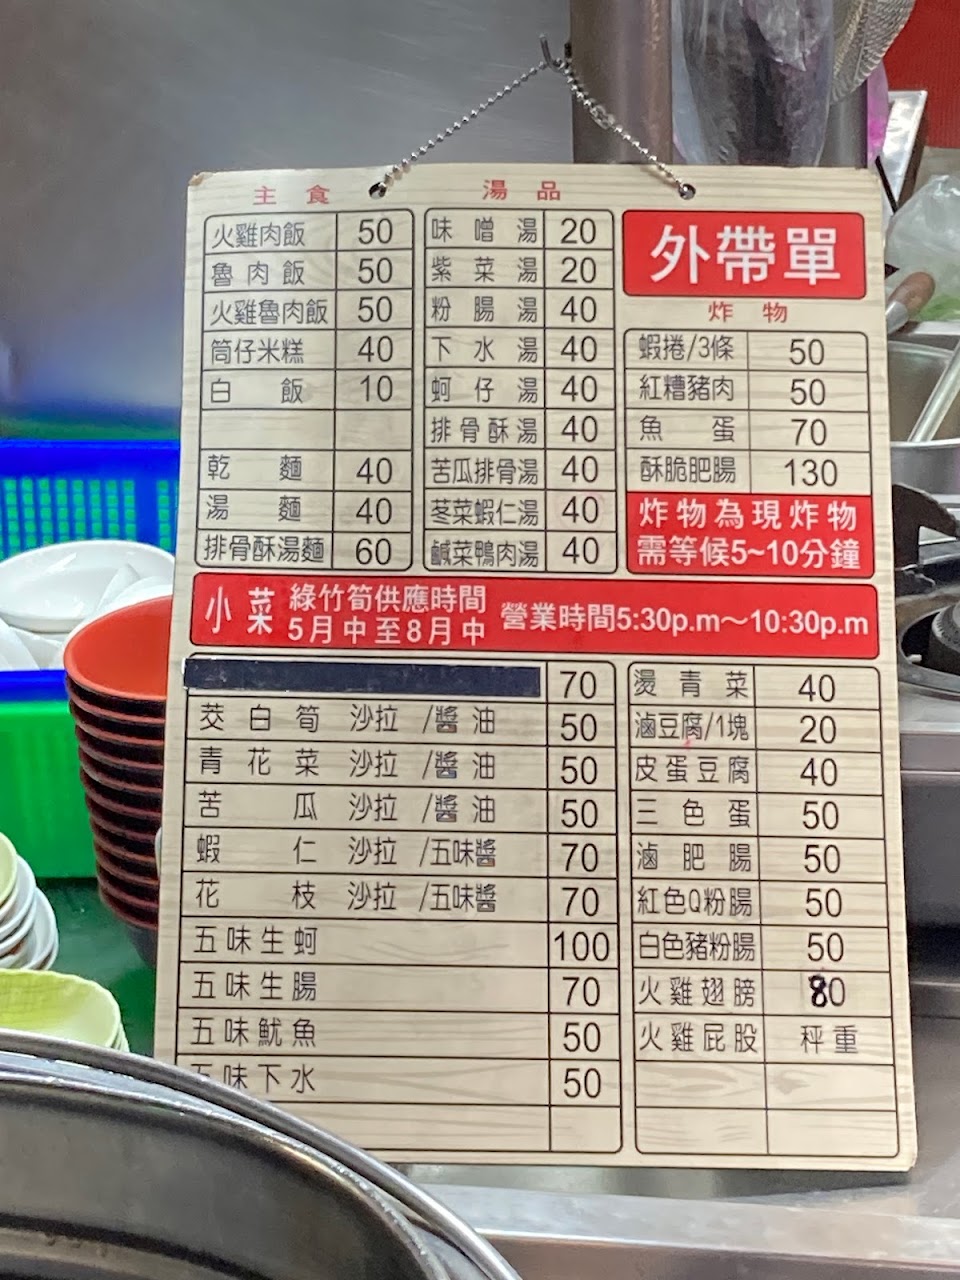 主食
火雞肉飯 50
魯肉飯 50
火雞魯肉飯 50
筒仔米糕 40
白飯 10
乾麵 40
湯麵 40
排骨酥湯麵 60
湯品
味噌湯 20
紫菜湯 20
粉腸湯 40
下水湯 40
蚵仔湯 40
排骨酥湯 40
苦瓜排骨湯 40
苳菜蝦仁湯 40
鹹菜鴨肉湯 40
外帶單
炸物
蝦捲/3條 50
紅糟豬肉 50
魚蛋 70
酥脆肥腸 130
炸物為現炸物
需等候5~10分鐘
小菜
綠竹筍供應時間
5月中至8月中
營業時間5:30p.m～10:30p.m
70
茭白筍 沙拉/醬油 50
青花菜 沙拉/醬油 50
苦瓜 沙拉/醬油 50
蝦仁 沙拉/五味醬 70
花枝 沙拉/五味醬 70
五味生蚵 100
五味生腸 70
五味魷魚 50
五味下水 50
燙青菜 40
滷豆腐/1塊 20
皮蛋豆腐 40
三色蛋 50
滷肥腸 50
紅色Q粉腸 50
白色豬粉腸 50
火雞翅膀 80
火雞屁股 秤重